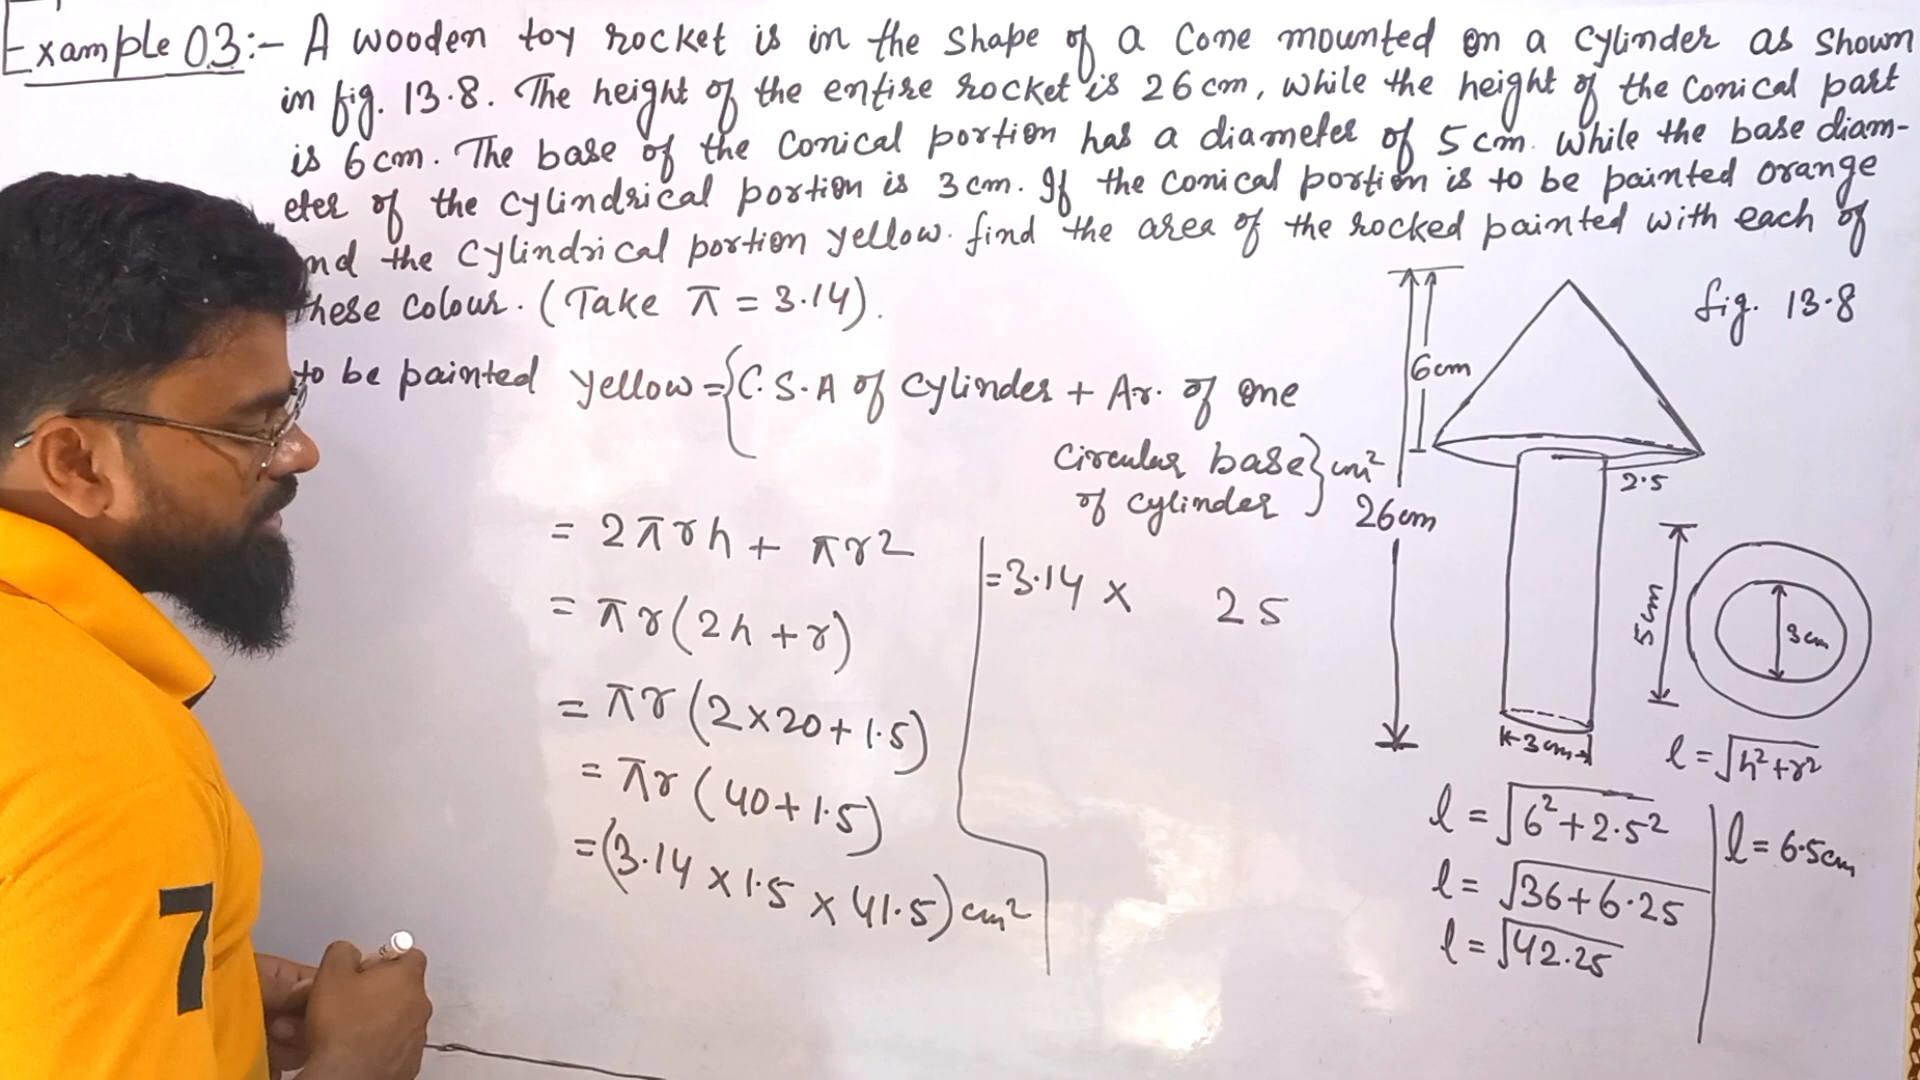 Example 03:- A wooden toy rocket is in the shape of a cone mounted on a cylinder as shown
in fig. 13.8. The height of the entire rocket is 26 cm, while the height of the conical part
is 6 cm. The base of the conical portion has a diameter of 5 cm. while the base diam-
eter of the cylindrical portion is 3 cm. If the conical portion is to be painted orange
nd the cylindrical portion yellow. find the area of the rocked painted with each of
these colour. (Take π = 3.14).
fig. 13.8
to be painted yellow = {C.S.A of cylinder + Ar. of one
circular base
of cylinder} cm²
= 2πrh + πr2
= πr(2h + r)
= πr(2×20 + 1.5)
= πr(40 + 1.5)
= (3.14 × 1.5 × 41.5) cm²
= 3.14 × 25
6cm
26cm
2.5
5cm
3cm
3cm
l = √h²+r²
l = √6²+2.5²
l = √36+6.25
l = √42.25
l = 6.5cm
7